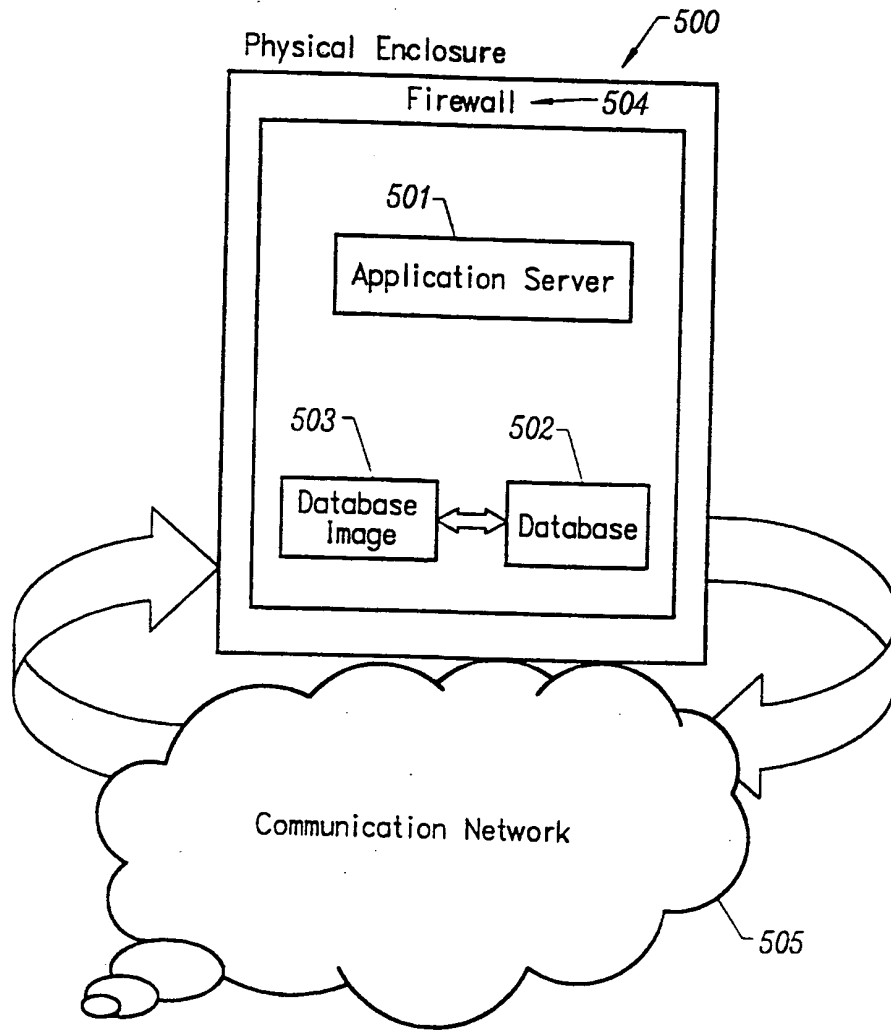 500
Physical Enclosure
Firewall 504
501
Application Server
503
502
Database
Image
Database
Communication Network
505